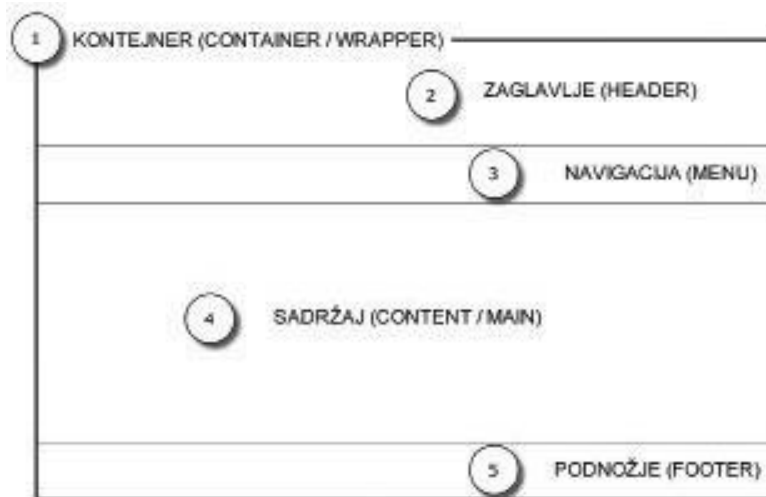 1 KONTEJNER (CONTAINER / WRAPPER)
2 ZAGLAVLJE (HEADER)
3 NAVIGACIJA (MENU)
4 SADRŽAJ (CONTENT / MAIN)
5 PODNOŽJE (FOOTER)